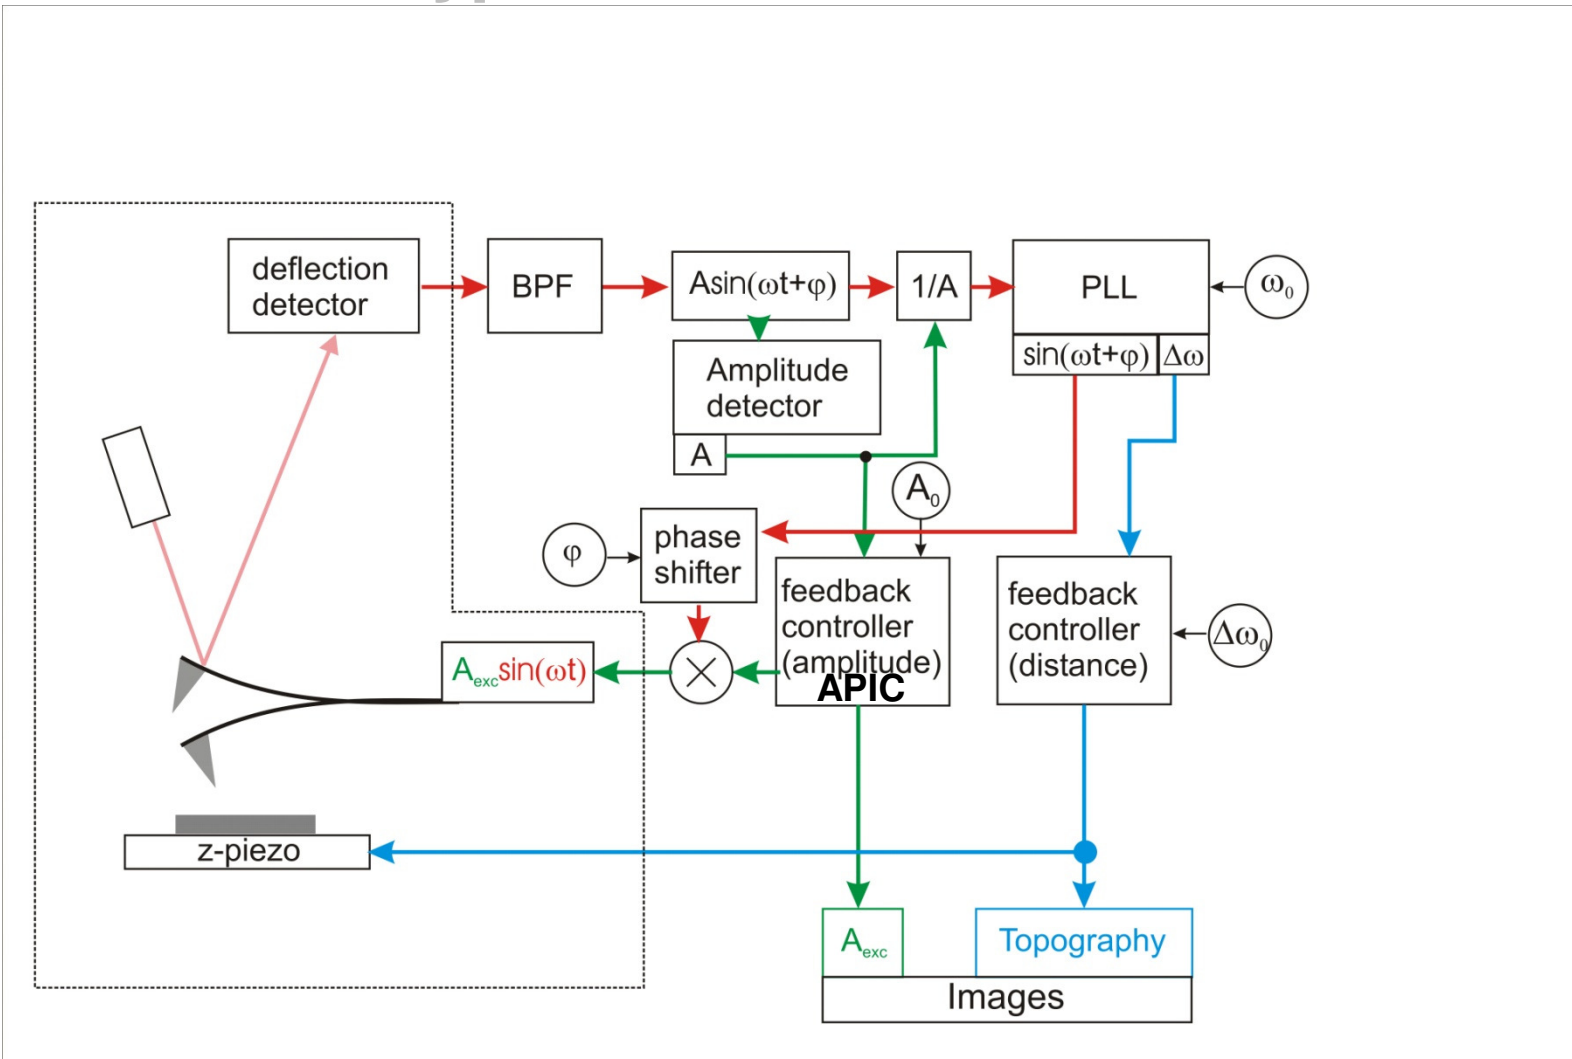 deflection
detector
BPF
Asin(ωt+φ)
1/A
PLL
ω₀
sin(ωt+φ)
Δω
Amplitude
detector
A
A₀
φ
phase
shifter
feedback
controller
(amplitude)
APIC
feedback
controller
(distance)
Δω₀
Aexcsin(ωt)
z-piezo
Aexc
Topography
Images